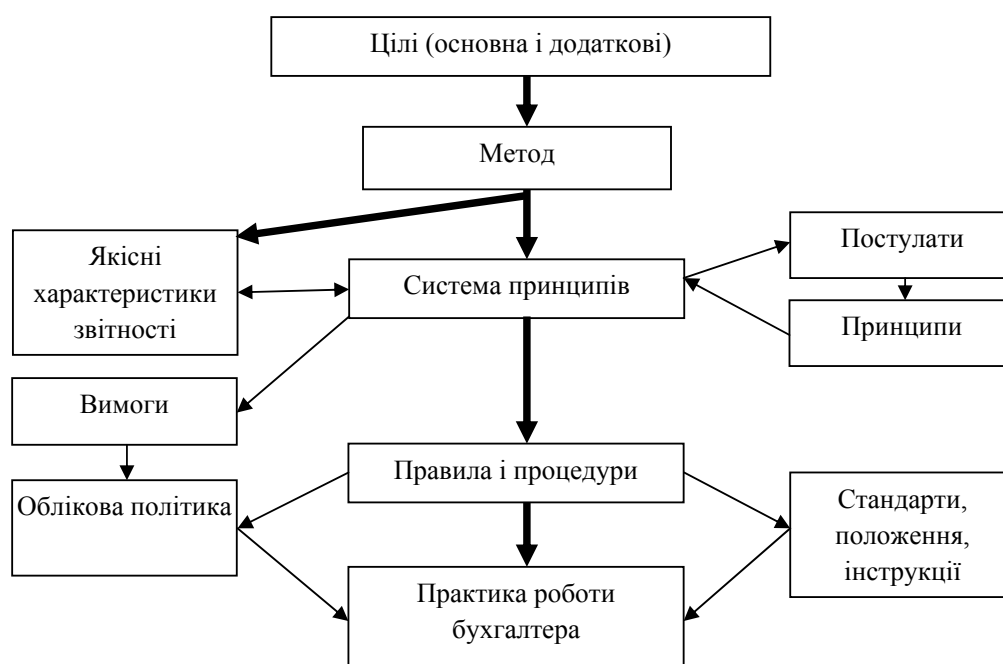 Цілі (основна і додаткові)
Метод
Якісні
характеристики
звітності
Система принципів
Постулати
Принципи
Вимоги
Правила і процедури
Облікова політика
Стандарти,
положення,
інструкції
Практика роботи
бухгалтера